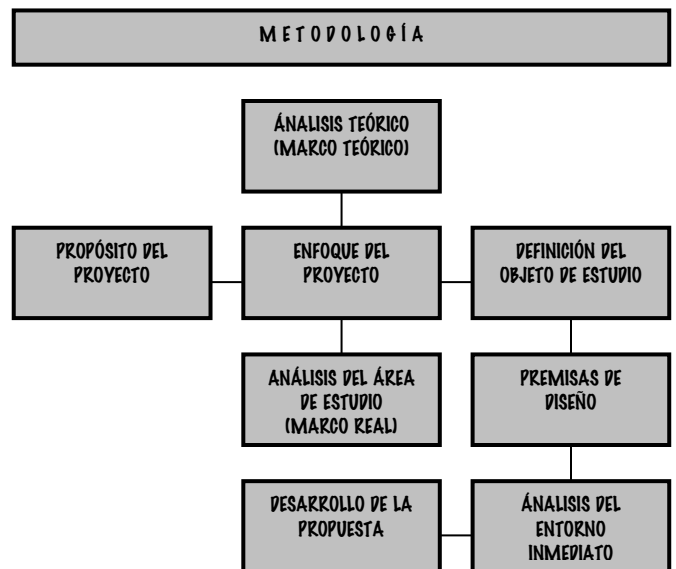 METODOLOGÍA
ÁNALISIS TEÓRICO
(MARCO TEÓRICO)
PROPÓSITO DEL
PROYECTO
ENFOQUE DEL
PROYECTO
DEFINICIÓN DEL
OBJETO DE ESTUDIO
ANÁLISIS DEL ÁREA
DE ESTUDIO
(MARCO REAL)
PREMISAS DE
DISEÑO
DESARROLLO DE LA
PROPUESTA
ÁNALISIS DEL
ENTORNO
INMEDIATO